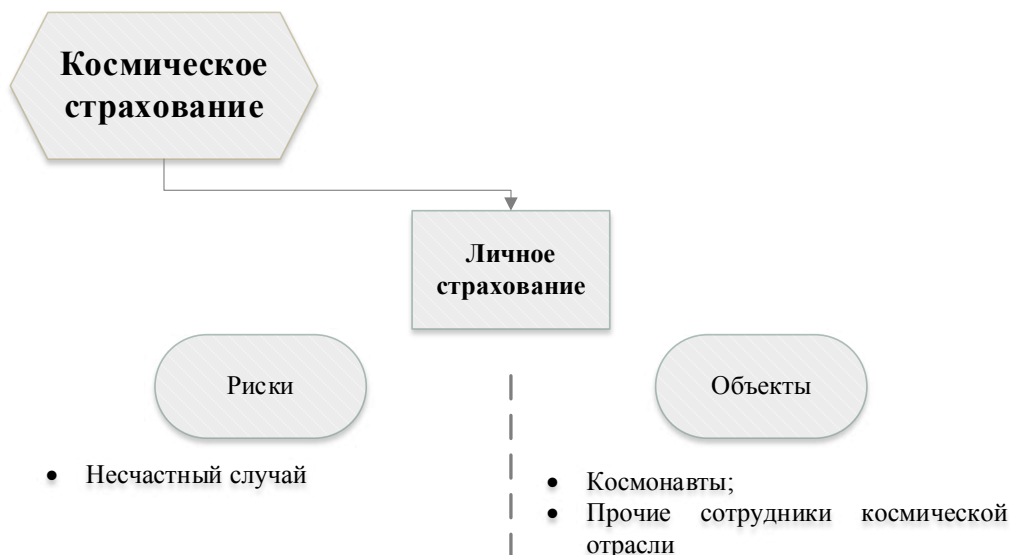 Космическое
страхование
Личное
страхование
Риски
Объекты
• Несчастный случай
• Космонавты;
• Прочие сотрудники космической
отрасли